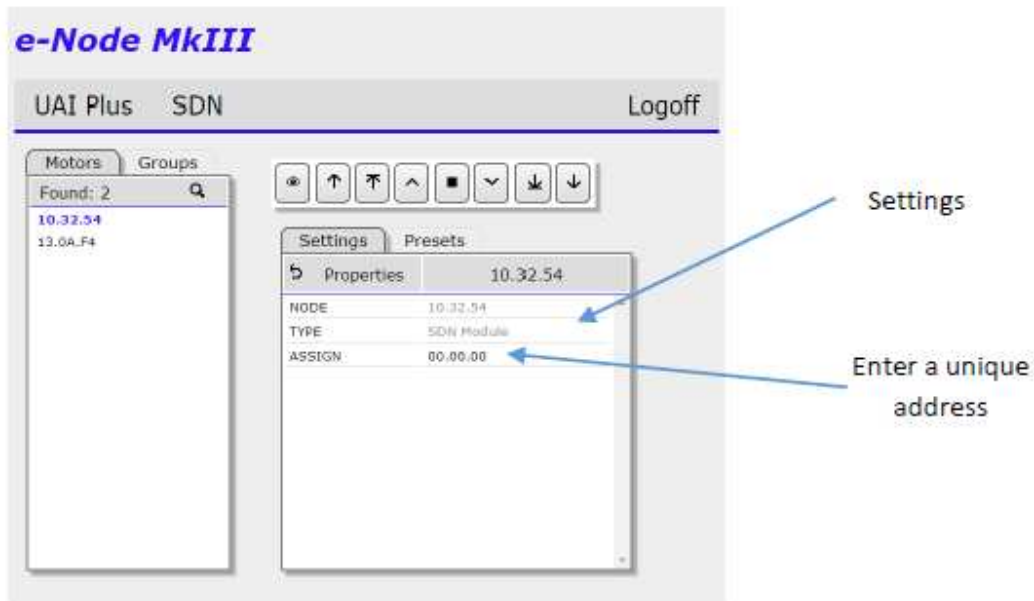 e-Node MkIII
UAI Plus SDN Logoff
Motors Groups
Found: 2
10.32.54
13.0A.F4
Settings Presets
Properties 10.32.54
NODE 10.32.54
TYPE SDN Module
ASSIGN 00.00.00
Settings
Enter a unique
address